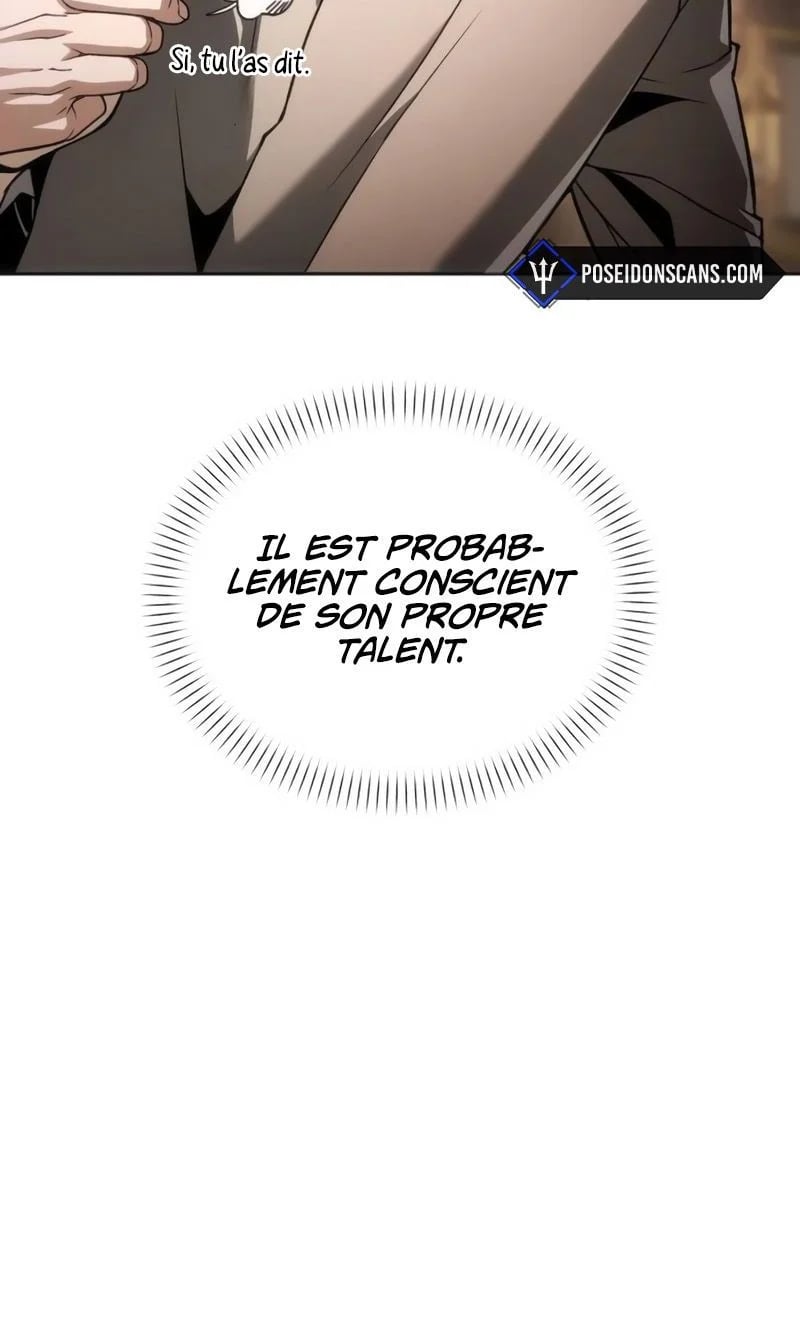 Si, tu l'as dit.
POSEIDONSCANS.COM
IL EST PROBAB-
LEMENT CONSCIENT
DE SON PROPRE
TALENT.